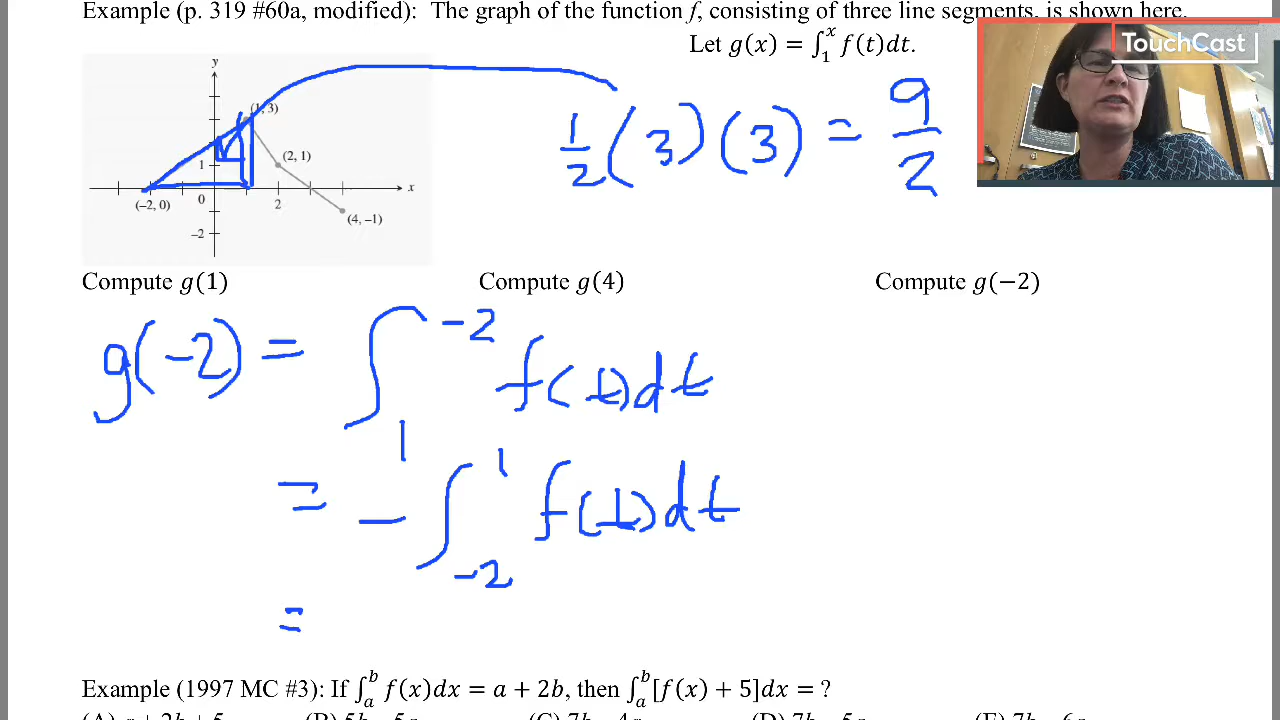 Example (p. 319 #60a, modified): The graph of the function f, consisting of three line segments, is shown here.
Let g(x) = ∫₁ˣ f(t)dt.
TouchCast
y
(1, 3)
1
(2, 1)
x
(−2, 0)
0
2
(4, −1)
−2
1/2 (3)(3) = 9/2
Compute g(1)
Compute g(4)
Compute g(−2)
g(-2) = ∫₁⁻² f(t)dt
= - ∫₋₂¹ f(t)dt
=
Example (1997 MC #3): If ∫ₐᵇ f(x)dx = a + 2b, then ∫ₐᵇ[f(x) + 5]dx = ?